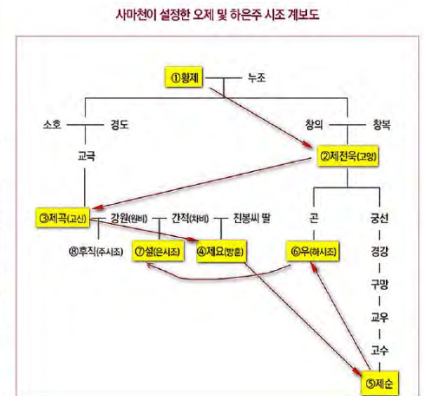 사마천이 설정한 오제 및 하은주 시조 계보도
①황제 누조
소호 경도 창의 창복
교극 ②제전욱(고양)
③제곡(고신) 강원(원비) 간적(차비) 진봉씨 딸 곤 궁선
⑧후직(주시조) ⑦설(은시조) ④제요(방훈) ⑥우(하시조) 경강
구망
교우
고수
⑤제순